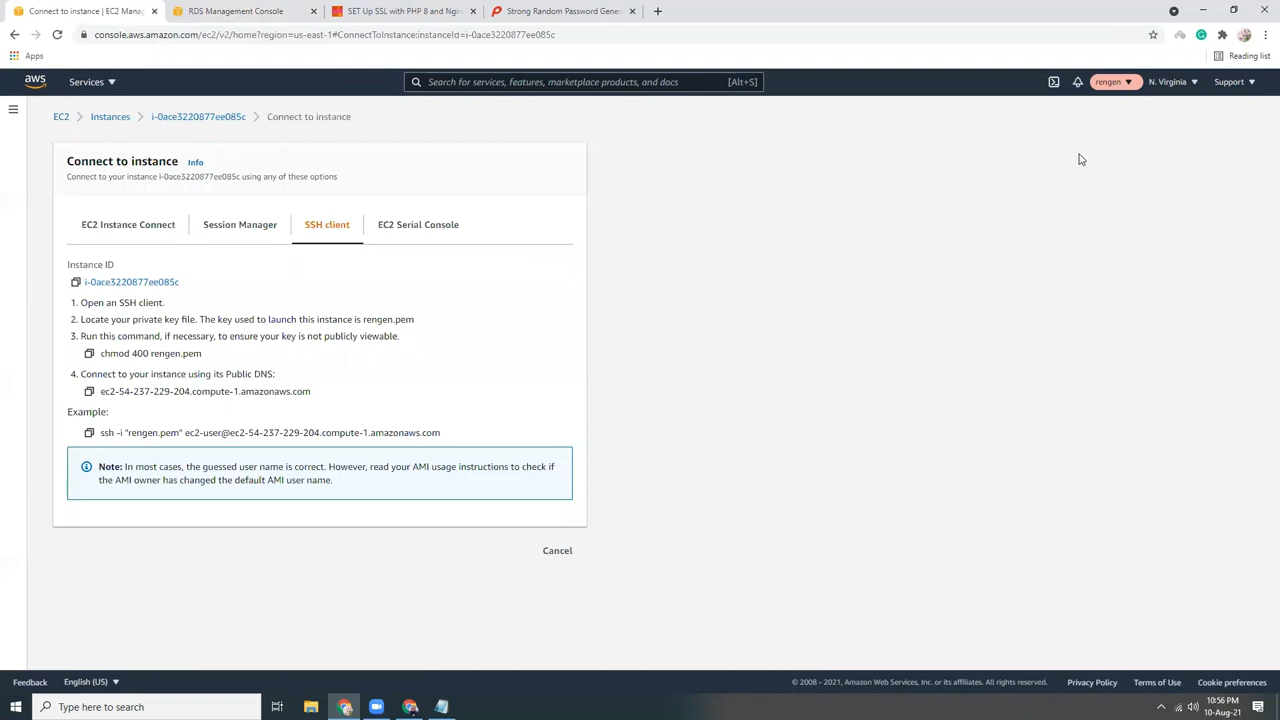 Connect to instance | EC2 Manag
RDS Management Console
SET Up SSL with PHP 8 and Ngin
Strong Random Password Gener
console.aws.amazon.com/ec2/v2/home?region=us-east-1#ConnectToInstance:instanceId=i-0ace3220877ee085c
Apps
Reading list
aws
Services
Search for services, features, marketplace products, and docs
[Alt+S]
rengen
N. Virginia
Support
EC2
Instances
i-0ace3220877ee085c
Connect to instance
Connect to instance Info
Connect to your instance i-0ace3220877ee085c using any of these options
EC2 Instance Connect
Session Manager
SSH client
EC2 Serial Console
Instance ID
i-0ace3220877ee085c
1. Open an SSH client.
2. Locate your private key file. The key used to launch this instance is rengen.pem
3. Run this command, if necessary, to ensure your key is not publicly viewable.
chmod 400 rengen.pem
4. Connect to your instance using its Public DNS:
ec2-54-237-229-204.compute-1.amazonaws.com
Example:
ssh -i "rengen.pem" ec2-user@ec2-54-237-229-204.compute-1.amazonaws.com
Note: In most cases, the guessed user name is correct. However, read your AMI usage instructions to check if
the AMI owner has changed the default AMI user name.
Cancel
Feedback
English (US)
© 2008 - 2021, Amazon Web Services, Inc. or its affiliates. All rights reserved.
Privacy Policy
Terms of Use
Cookie preferences
Type here to search
10:56 PM
10-Aug-21